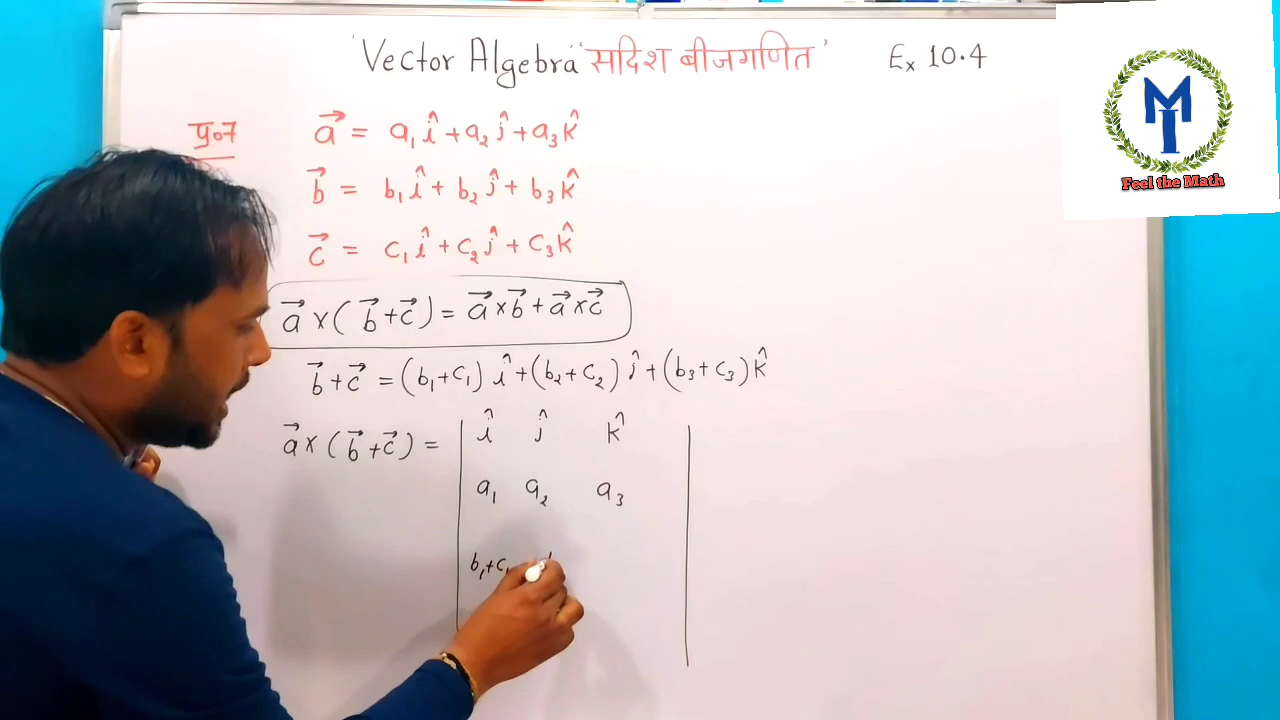 'Vector Algebra' 'सदिश बीजगणित' Ex 10.4
प्र०7 a⃗ = a₁î + a₂ĵ + a₃k̂
b⃗ = b₁î + b₂ĵ + b₃k̂
c⃗ = c₁î + c₂ĵ + c₃k̂
a⃗ × (b⃗ + c⃗) = a⃗ × b⃗ + a⃗ × c⃗
b⃗ + c⃗ = (b₁+c₁) î + (b₂+c₂) ĵ + (b₃+c₃) k̂
a⃗ × (b⃗ + c⃗) = | î ĵ k̂ |
a₁ a₂ a₃
b₁+c₁
MI
Feel the Math